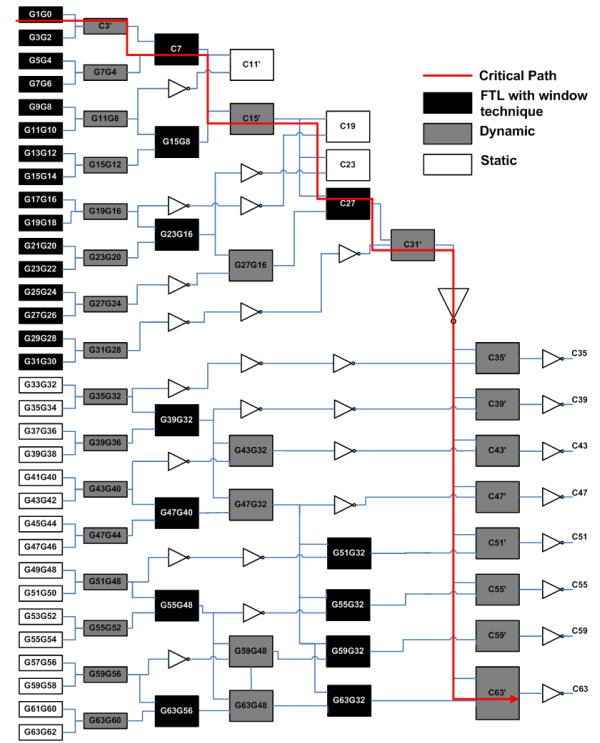 G1G0
G3G2
C3'
G5G4
G7G6
G7G4
C7
C11'
G9G8
G11G10
G11G8
G13G12
G15G14
G15G12
G15G8
C15'
C19
C23
G17G16
G19G18
G19G16
G21G20
G23G22
G23G20
G23G16
C27
G25G24
G27G26
G27G24
G27G16
C31'
G29G28
G31G30
G31G28
Critical Path
FTL with window
technique
Dynamic
Static
G33G32
G35G34
G35G32
G37G36
G39G38
G39G36
G39G32
C35'
C35
C39'
C39
G41G40
G43G42
G43G40
G43G32
C43'
C43
G45G44
G47G46
G47G44
G47G40
G47G32
C47'
C47
G49G48
G51G50
G51G48
G51G32
C51'
C51
G53G52
G55G54
G55G52
G55G48
G55G32
C55'
C55
G57G56
G59G58
G59G56
G59G48
G59G32
C59'
C59
G61G60
G63G62
G63G60
G63G56
G63G48
G63G32
C63'
C63